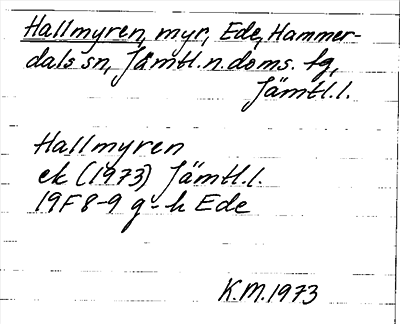 Hallmyren, myr, Ede, Hammer-
dals sn, Jämtl. n. doms. fg,
Jämtl. l.
Hallmyren
ek (1973) Jämtl. l.
19F 8-9 g-h Ede
K.M. 1973